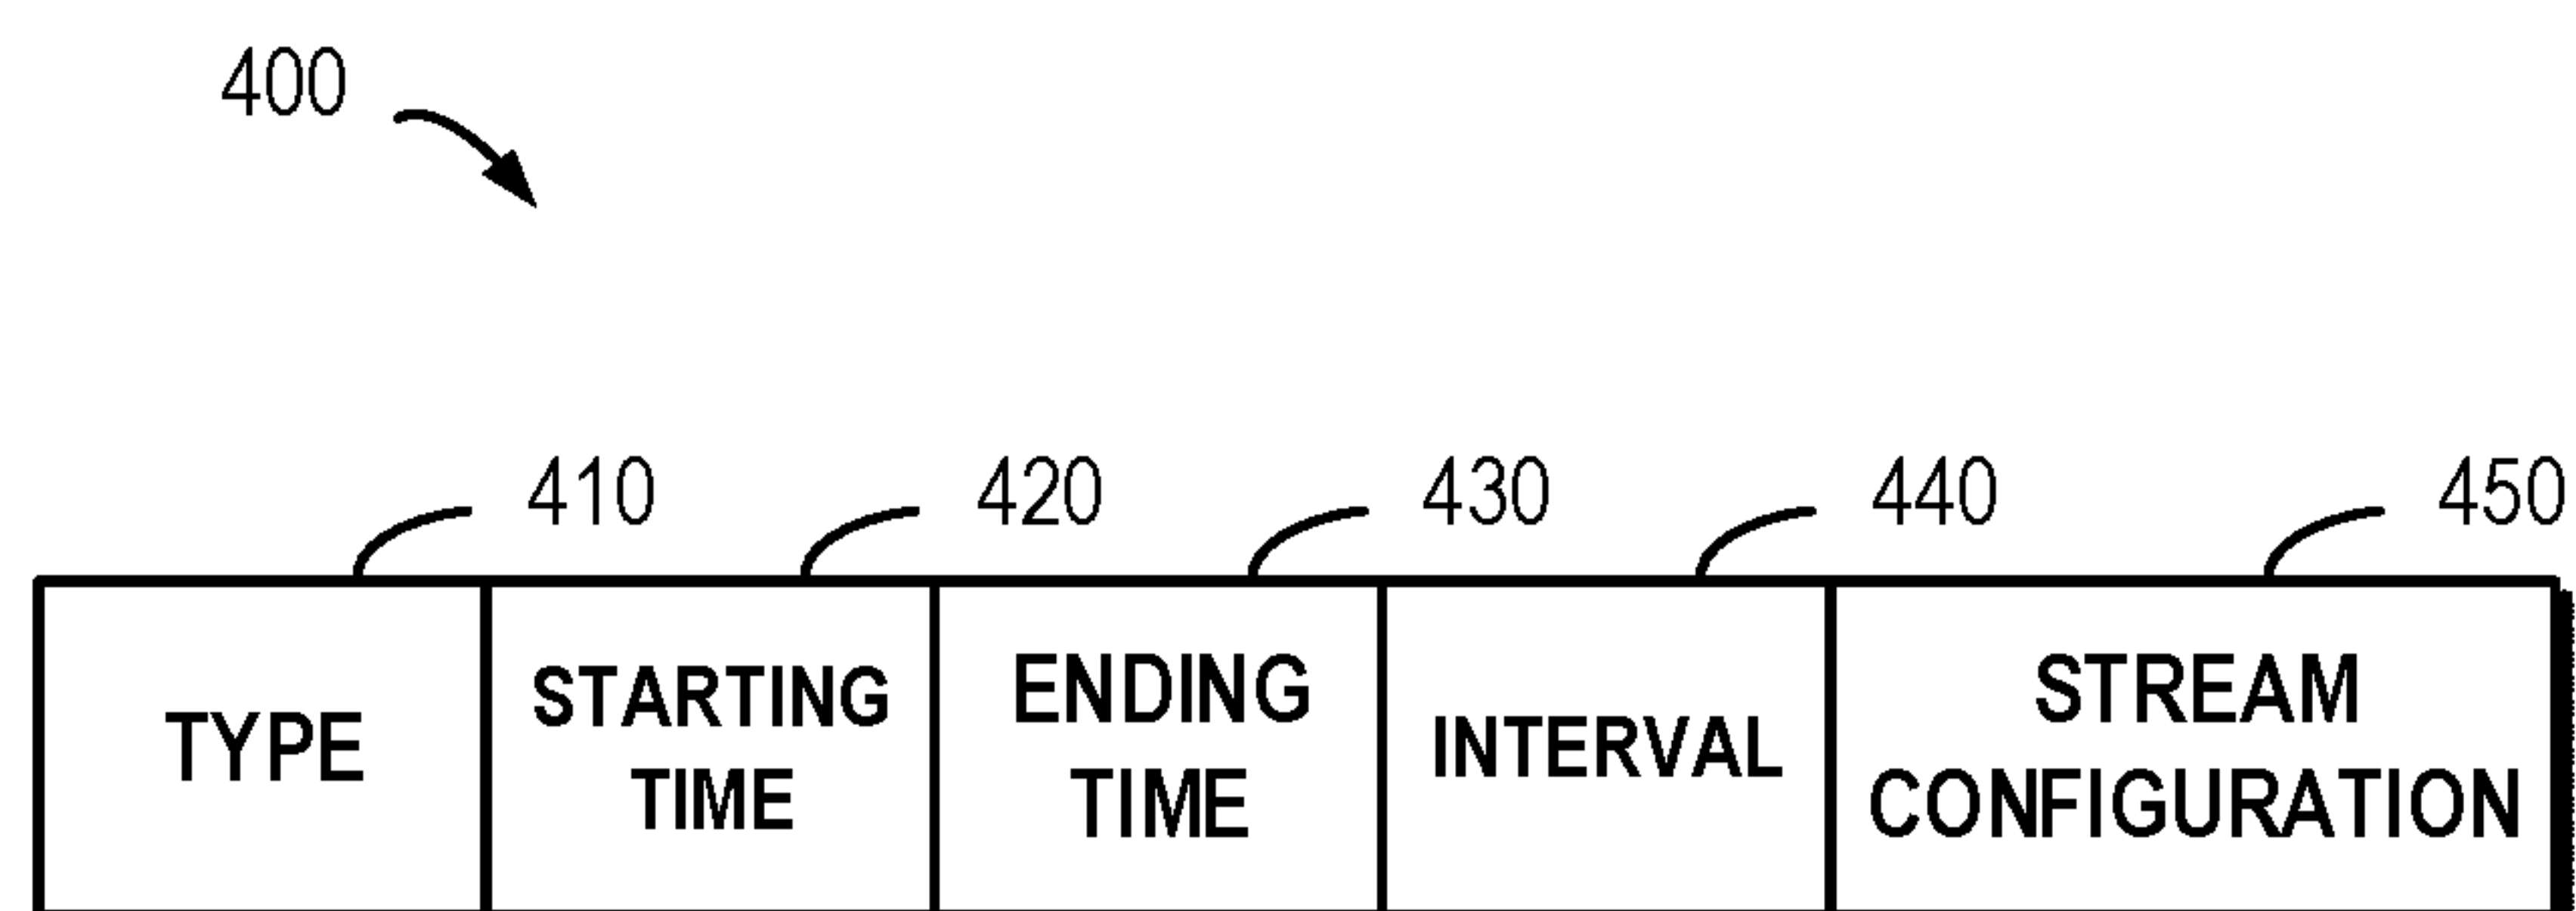 400
410
420
430
440
450
TYPE
STARTING
TIME
ENDING
TIME
INTERVAL
STREAM
CONFIGURATION